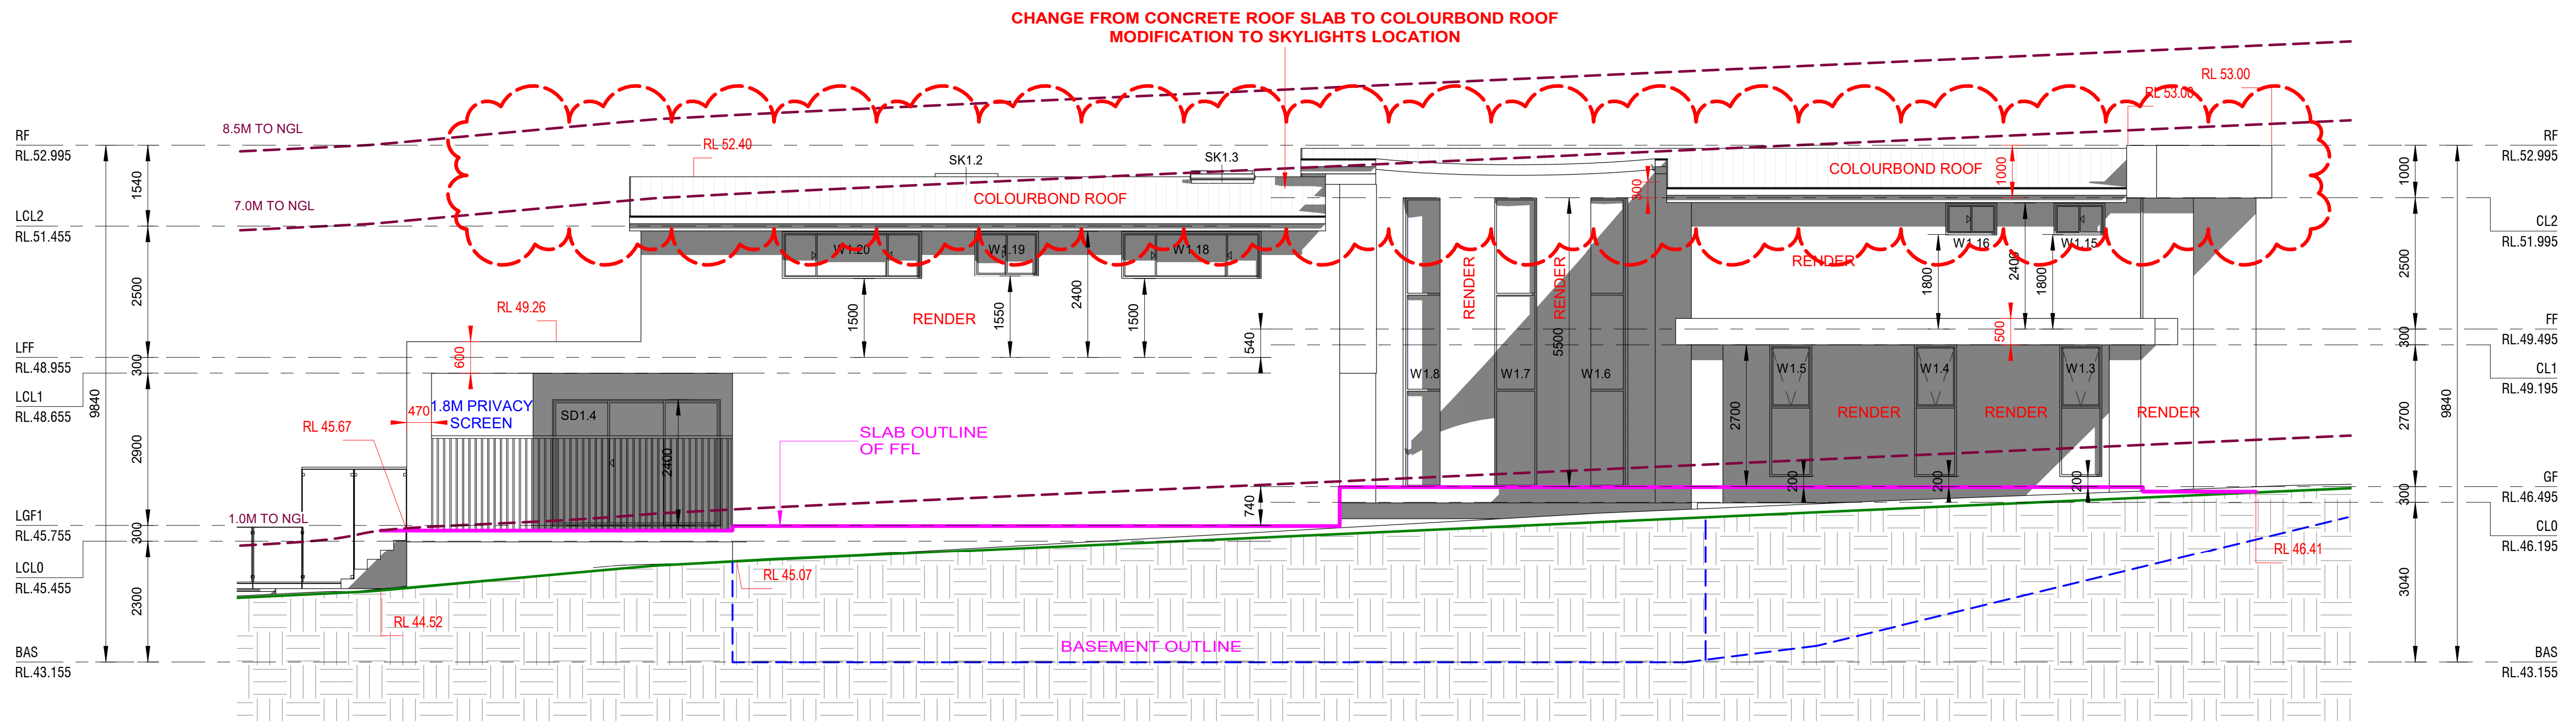 CHANGE FROM CONCRETE ROOF SLAB TO COLOURBOND ROOF
MODIFICATION TO SKYLIGHTS LOCATION
RL 53.00
RL 53.00
8.5M TO NGL
RF
RL.52.995
RL 52.40
SK1.2
SK1.3
COLOURBOND ROOF
COLOURBOND ROOF
1000
RF
RL.52.995
1000
1540
7.0M TO NGL
LCL2
RL.51.455
300
CL2
RL.51.995
W1.20
W1.19
W1.18
W1.16
W1.15
RENDER
RENDER
RENDER
2500
1500
1550
2400
1500
RENDER
5500
1800
2400
1800
2500
RL 49.26
540
500
FF
RL.49.495
300
LFF
RL.48.955
300
600
CL1
RL.49.195
LCL1
RL.48.655
9840
470
1.8M PRIVACY
SCREEN
SD1.4
W1.8
W1.7
W1.6
W1.5
W1.4
W1.3
RENDER
RENDER
RENDER
2700
2700
9840
RL 45.67
2900
2400
SLAB OUTLINE
OF FFL
200
200
200
GF
RL.46.495
300
740
1.0M TO NGL
LGF1
RL.45.755
300
CL0
RL.46.195
RL 46.41
LCL0
RL.45.455
RL 45.07
2300
3040
RL 44.52
BASEMENT OUTLINE
BAS
RL.43.155
BAS
RL.43.155